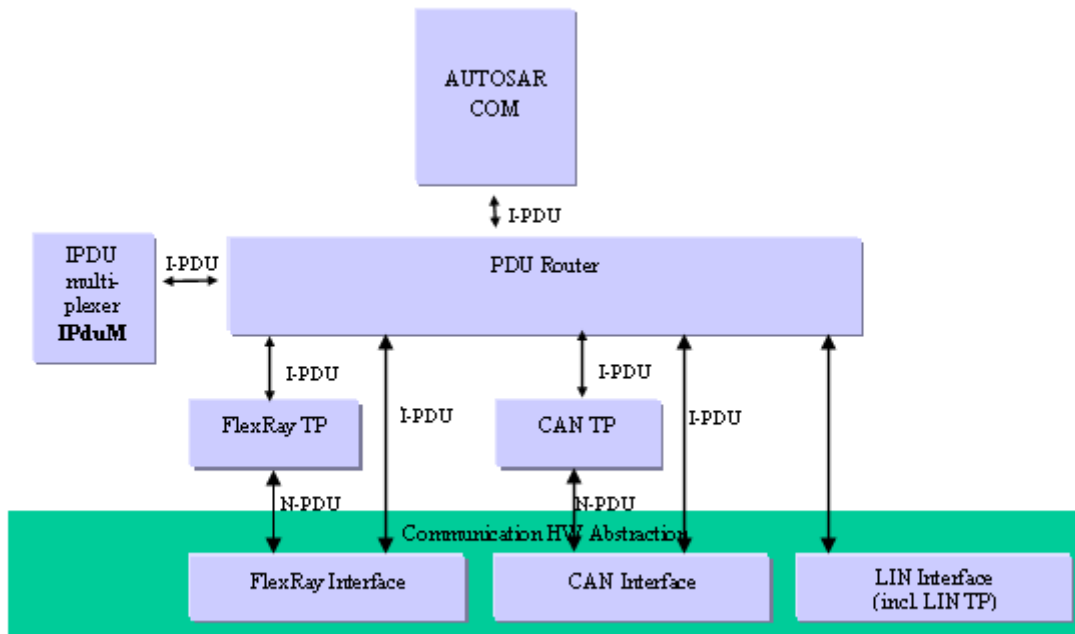 AUTOSAR
COM
I-PDU
IPDU
multi-
plexer
IPduM
I-PDU
PDU Router
I-PDU
I-PDU
I-PDU
I-PDU
FlexRay TP
CAN TP
N-PDU
N-PDU
Communication HW Abstraction
FlexRay Interface
CAN Interface
LIN Interface
(incl. LIN TP)